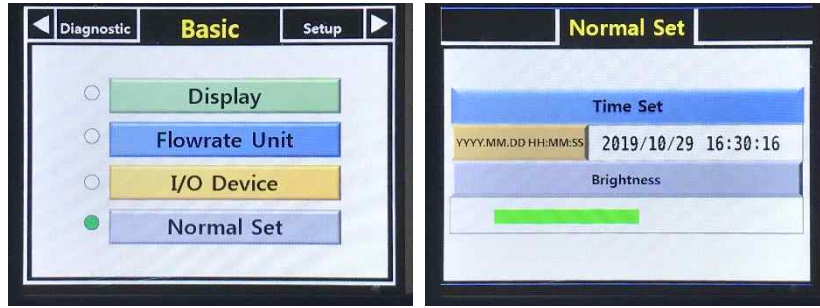 Diagnostic Basic Setup
Display
Flowrate Unit
I/O Device
Normal Set
Normal Set
Time Set
YYYY.MM.DD HH:MM:SS 2019/10/29 16:30:16
Brightness